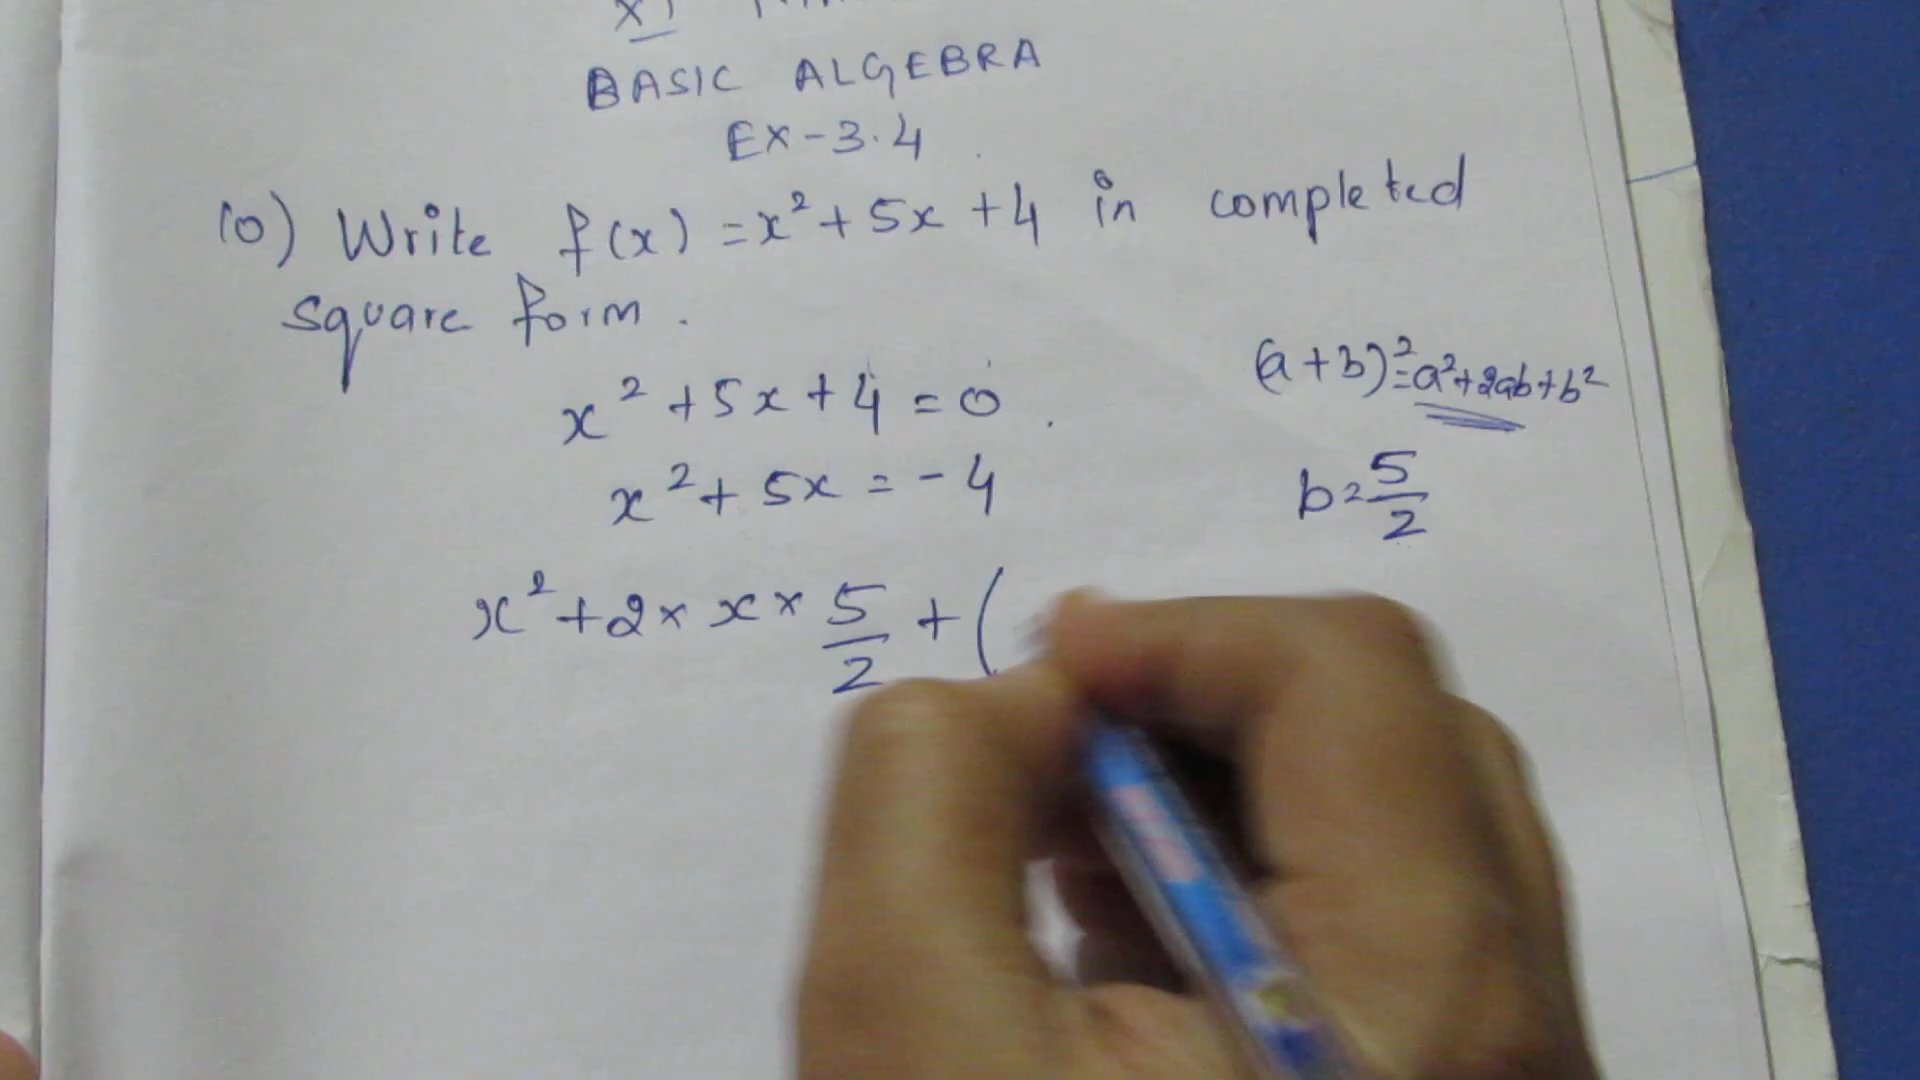 BASIC ALGEBRA
EX-3.4
10) Write f(x) = x² + 5x + 4 in completed
square form.
x² + 5x + 4 = 0.
(a+b)² = a² + 2ab + b²
x² + 5x = -4
b = 5/2
x² + 2 × x × 5/2 + (